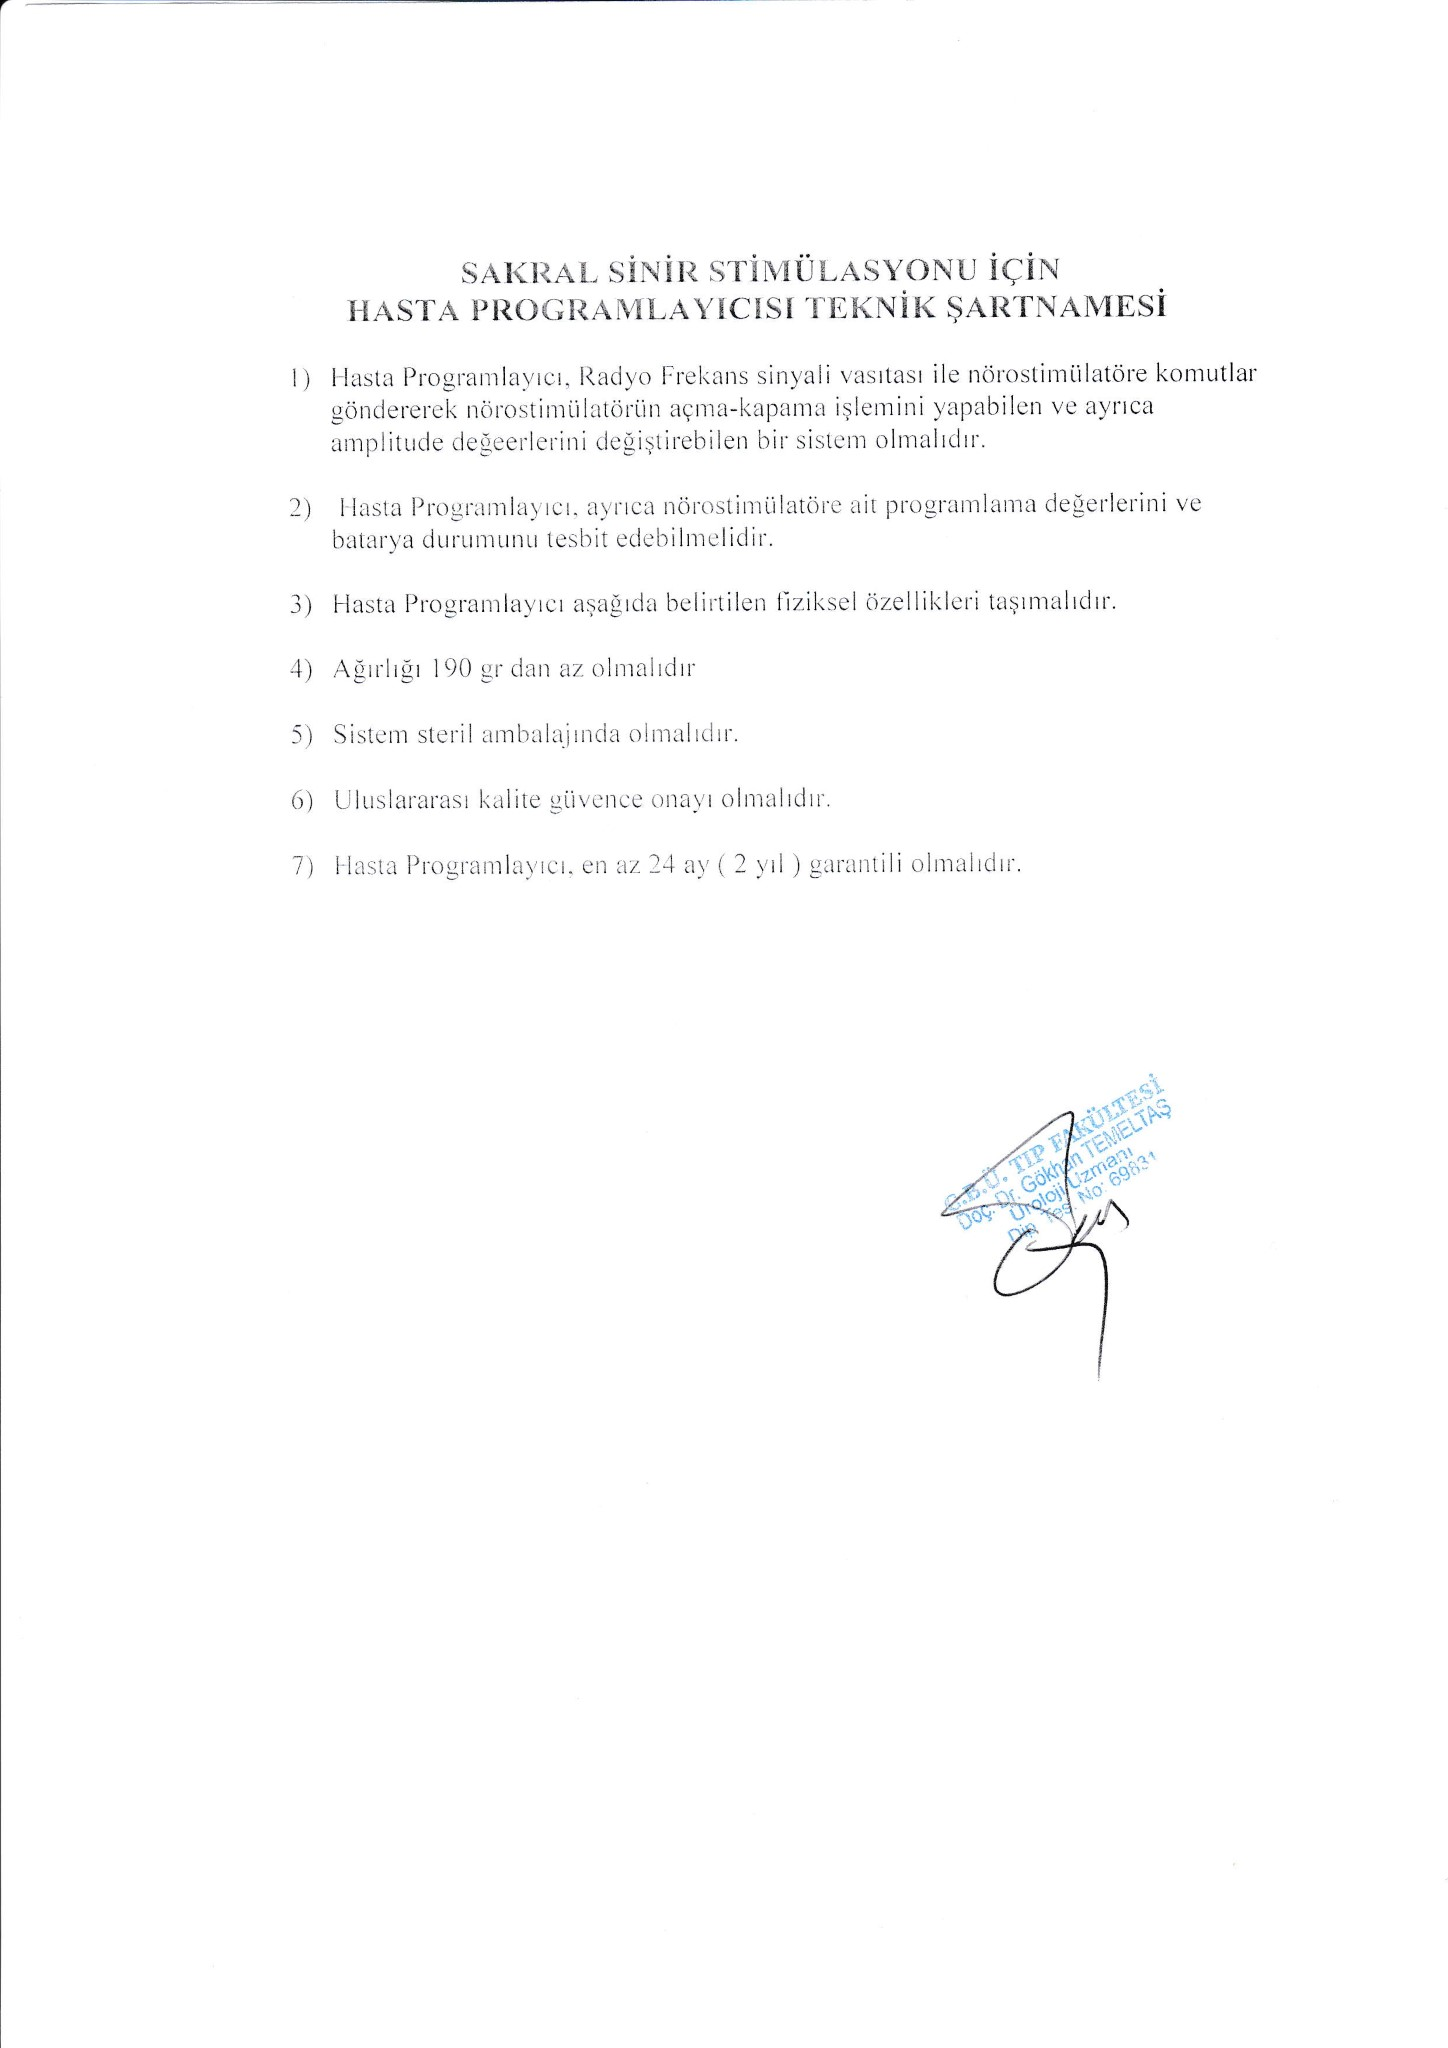 SAKRAL SİNİR STİMÜLASYONU İÇİN
HASTA PROGRAMLAYICISI TEKNİK ŞARTNAMESİ
1) Hasta Programlayıcı, Radyo Frekans sinyali vasıtası ile nörostimülatöre komutlar
göndererek nörostimülatörün açma-kapama işlemini yapabilen ve ayrıca
amplitude değeerlerini değiştirebilen bir sistem olmalıdır.
2) Hasta Programlayıcı, ayrıca nörostimülatöre ait programlama değerlerini ve
batarya durumunu tesbit edebilmelidir.
3) Hasta Programlayıcı aşağıda belirtilen fiziksel özellikleri taşımalıdır.
4) Ağırlığı 190 gr dan az olmalıdır
5) Sistem steril ambalajında olmalıdır.
6) Uluslararası kalite güvence onayı olmalıdır.
7) Hasta Programlayıcı, en az 24 ay ( 2 yıl ) garantili olmalıdır.
C.B.Ü. TIP FAKÜLTESİ
Doç. Dr. Gökhan TEMELTAŞ
Üroloji Uzmanı
Dip. Tes. No: 69831